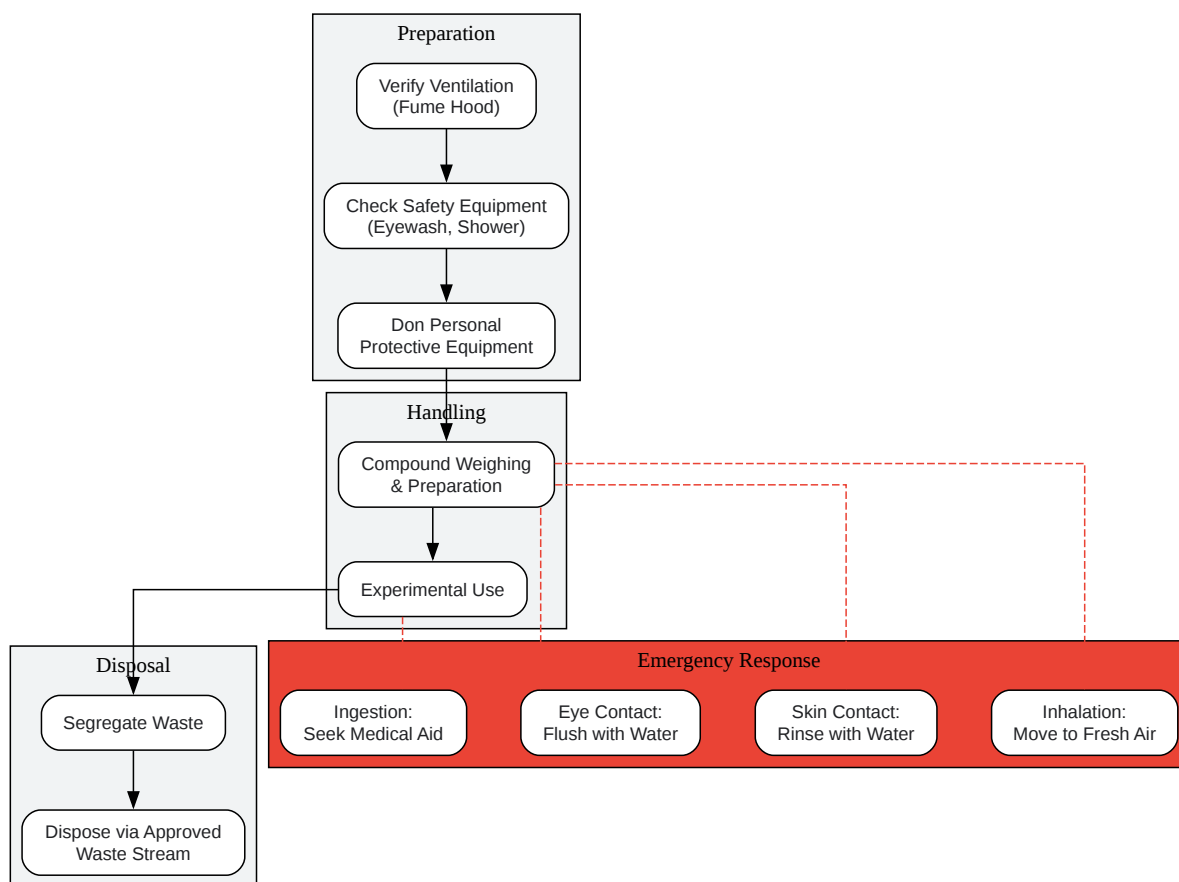 Preparation
Verify Ventilation
(Fume Hood)
Check Safety Equipment
(Eyewash, Shower)
Don Personal
Protective Equipment
Handling
Compound Weighing
& Preparation
Experimental Use
Disposal
Segregate Waste
Dispose via Approved
Waste Stream
Emergency Response
Ingestion:
Seek Medical Aid
Eye Contact:
Flush with Water
Skin Contact:
Rinse with Water
Inhalation:
Move to Fresh Air